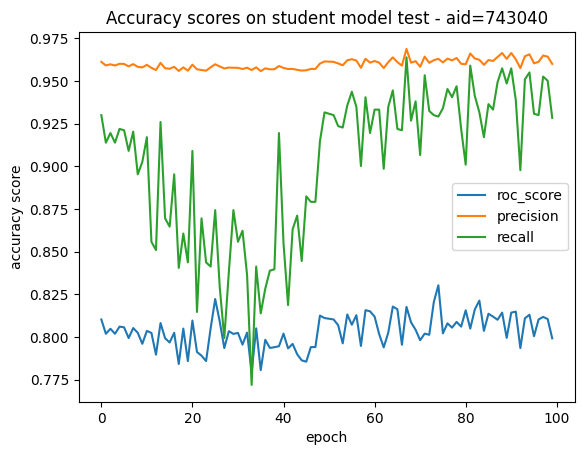 Accuracy scores on student model test - aid=743040
accuracy score
0.975
0.950
0.925
0.900
0.875
0.850
0.825
0.800
0.775
roc_score
precision
recall
0
20
40
60
80
100
epoch